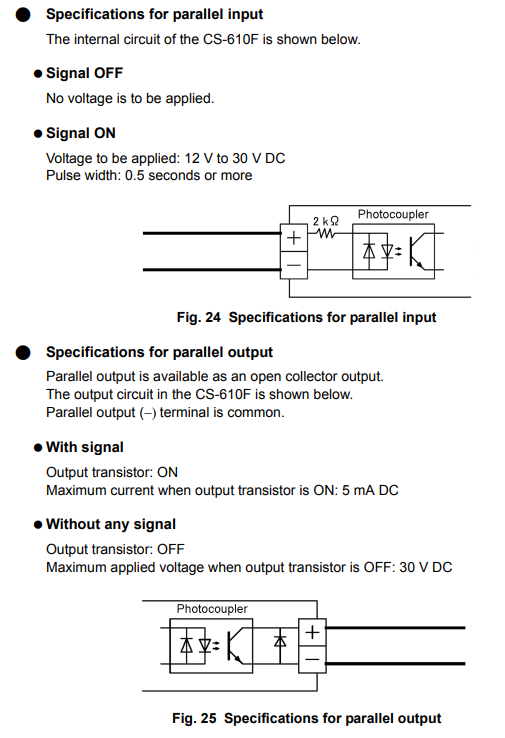 ● Specifications for parallel input
The internal circuit of the CS-610F is shown below.
● Signal OFF
No voltage is to be applied.
● Signal ON
Voltage to be applied: 12 V to 30 V DC
Pulse width: 0.5 seconds or more
2 kΩ
Photocoupler
+
−
Fig. 24 Specifications for parallel input
● Specifications for parallel output
Parallel output is available as an open collector output.
The output circuit in the CS-610F is shown below.
Parallel output (−) terminal is common.
● With signal
Output transistor: ON
Maximum current when output transistor is ON: 5 mA DC
● Without any signal
Output transistor: OFF
Maximum applied voltage when output transistor is OFF: 30 V DC
Photocoupler
+
−
Fig. 25 Specifications for parallel output